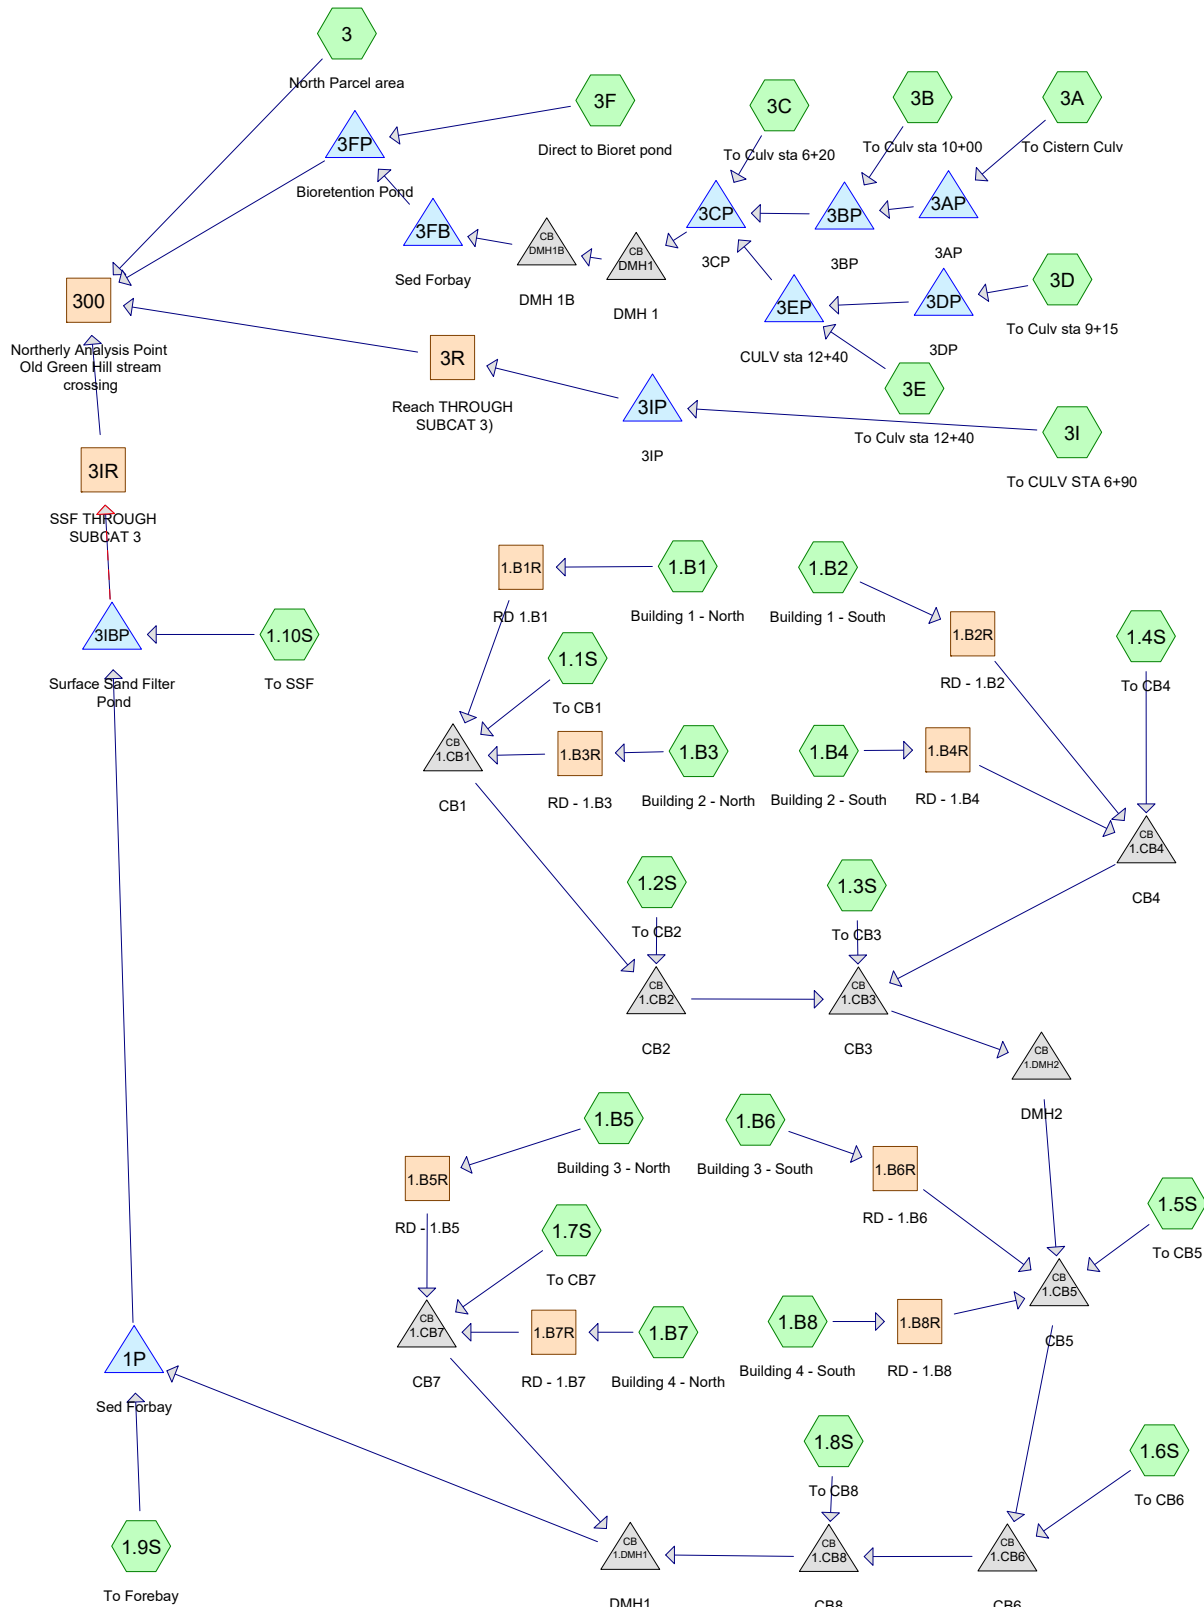 3
North Parcel area
3F
Direct to Bioret pond
3C
To Culv sta 6+20
3B
To Culv sta 10+00
3A
To Cistern Culv
3FP
Bioretention Pond
3FB
Sed Forbay
CB
DMH1B
DMH 1B
CB
DMH1
DMH 1
3CP
3CP
3BP
3BP
3AP
3AP
3D
To Culv sta 9+15
3DP
3DP
3EP
CULV sta 12+40
3E
To Culv sta 12+40
300
Northerly Analysis Point
Old Green Hill stream
crossing
3R
Reach THROUGH
SUBCAT 3)
3IP
3IP
3I
To CULV STA 6+90
3IR
SSF THROUGH
SUBCAT 3
3IBP
Surface Sand Filter
Pond
1.10S
To SSF
1.B1R
RD 1.B1
1.B1
Building 1 - North
1.B2
Building 1 - South
1.B2R
RD - 1.B2
1.4S
To CB4
1.1S
To CB1
CB
1.CB1
CB1
1.B3R
RD - 1.B3
1.B3
Building 2 - North
1.B4
Building 2 - South
1.B4R
RD - 1.B4
CB
1.CB4
CB4
1.2S
To CB2
1.3S
To CB3
CB
1.CB2
CB2
CB
1.CB3
CB3
CB
1.DMH2
DMH2
1.B5
Building 3 - North
1.B6
Building 3 - South
1.B5R
RD - 1.B5
1.B6R
RD - 1.B6
1.7S
To CB7
1.5S
To CB5
CB
1.CB7
CB7
1.B7R
RD - 1.B7
1.B7
Building 4 - North
1.B8
Building 4 - South
1.B8R
RD - 1.B8
CB
1.CB5
CB5
1P
Sed Forbay
1.8S
To CB8
1.6S
To CB6
1.9S
To Forebay
CB
1.DMH1
DMH1
CB
1.CB8
CB8
CB
1.CB6
CB6